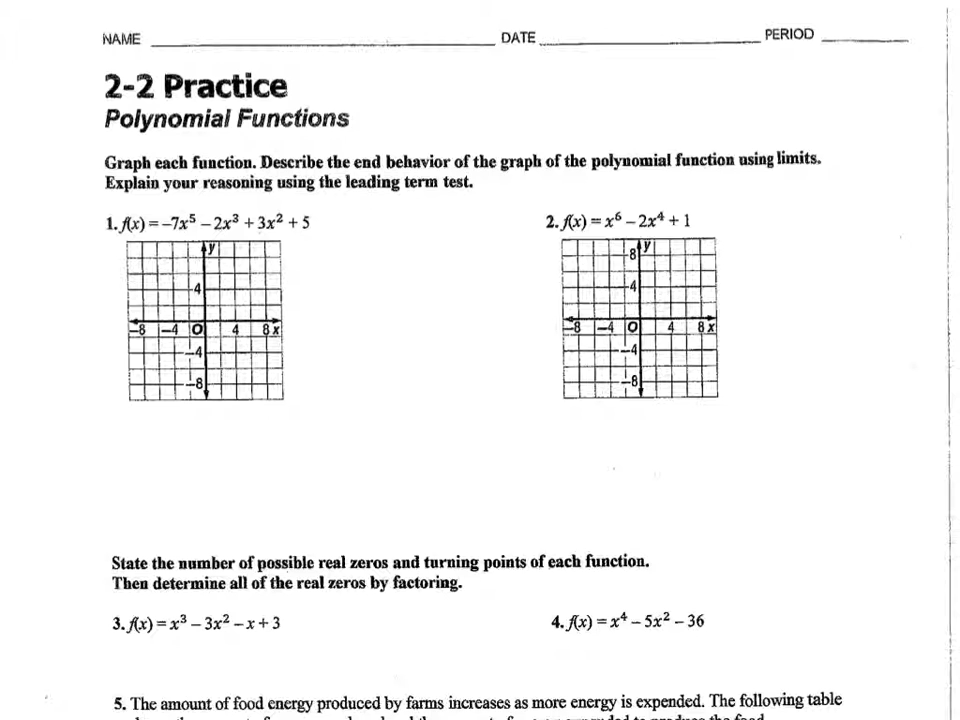 NAME DATE PERIOD
2-2 Practice
Polynomial Functions
Graph each function. Describe the end behavior of the graph of the polynomial function using limits.
Explain your reasoning using the leading term test.
1. f(x) = –7x⁵ – 2x³ + 3x² + 5
2. f(x) = x⁶ – 2x⁴ + 1
y
4
–8 –4 O 4 8 x
–4
–8
8 y
4
–8 –4 O 4 8 x
–4
–8
State the number of possible real zeros and turning points of each function.
Then determine all of the real zeros by factoring.
3. f(x) = x³ – 3x² – x + 3
4. f(x) = x⁴ – 5x² – 36
5. The amount of food energy produced by farms increases as more energy is expended. The following table